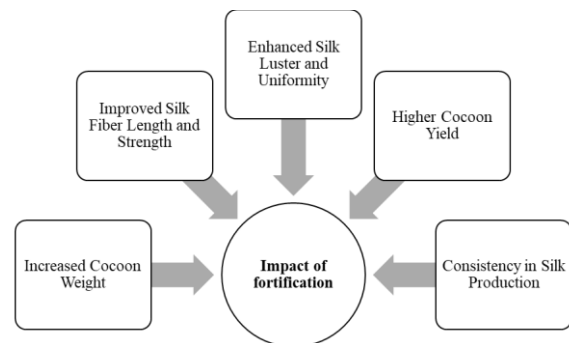 Enhanced Silk
Luster and
Uniformity
Improved Silk
Fiber Length and
Strength
Higher Cocoon
Yield
Increased Cocoon
Weight
Impact of
fortification
Consistency in Silk
Production